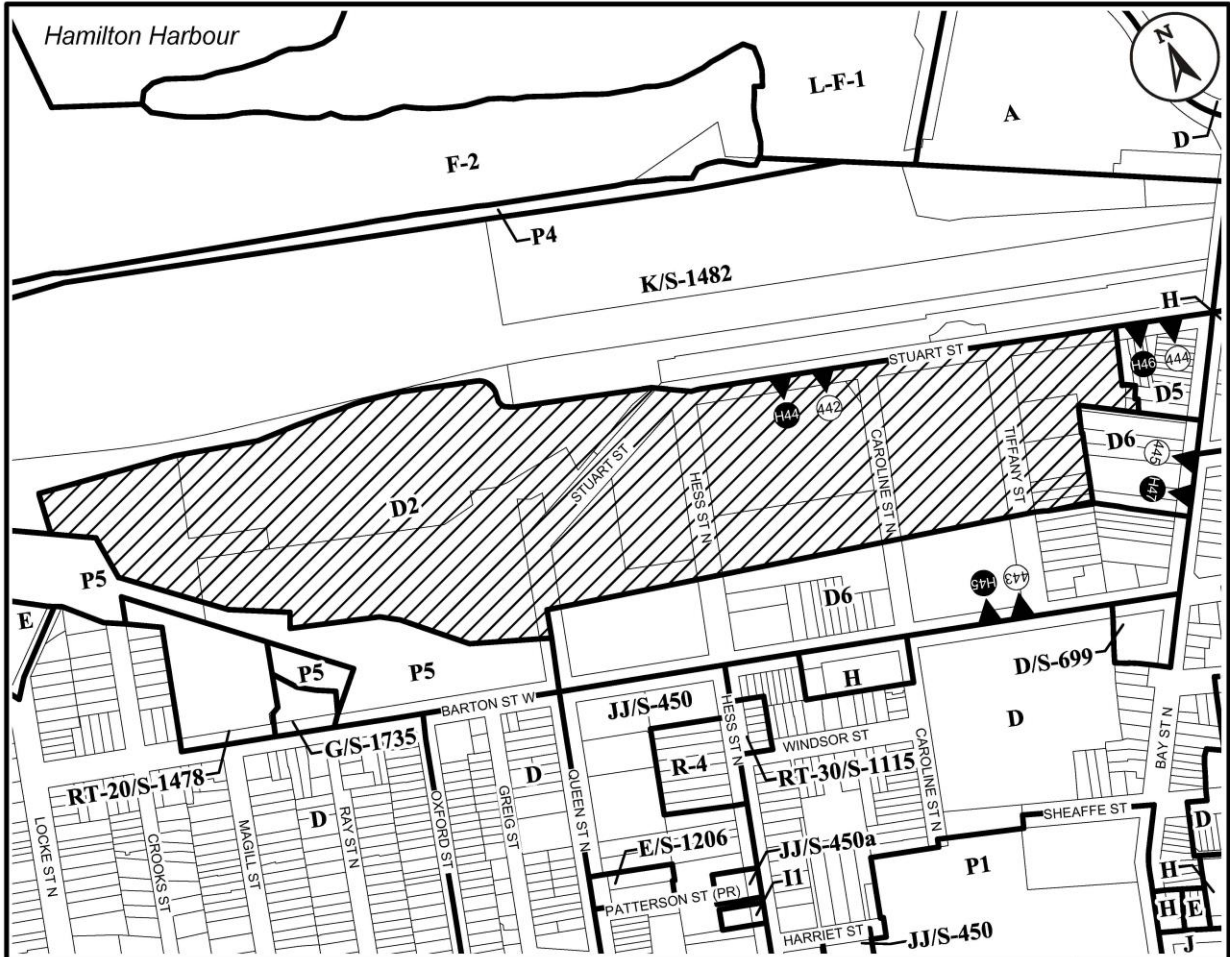 Hamilton Harbour
N
L-F-1
A
D
F-2
P4
K/S-1482
H
STUART ST
H46
444
D5
H44
442
D6
445
H47
STUART ST
D2
HESS ST N
CAROLINE ST N
TIFFANY ST
P5
H45
443
D6
E
P5
P5
D/S-699
BARTON ST W
JJ/S-450
HESS ST N
H
D
G/S-1735
WINDSOR ST
BAY ST N
RT-20/S-1478
D
R-4
RT-30/S-1115
CAROLINE ST N
QUEEN ST N
SHEAFFE ST
LOCKE ST N
CROOKS ST
MAGILL ST
D
RAY ST N
OXFORD ST
GREIG ST
E/S-1206
JJ/S-450a
D
P1
I1
H
PATTERSON ST (PR)
H
E
HARRIET ST
JJ/S-450
J